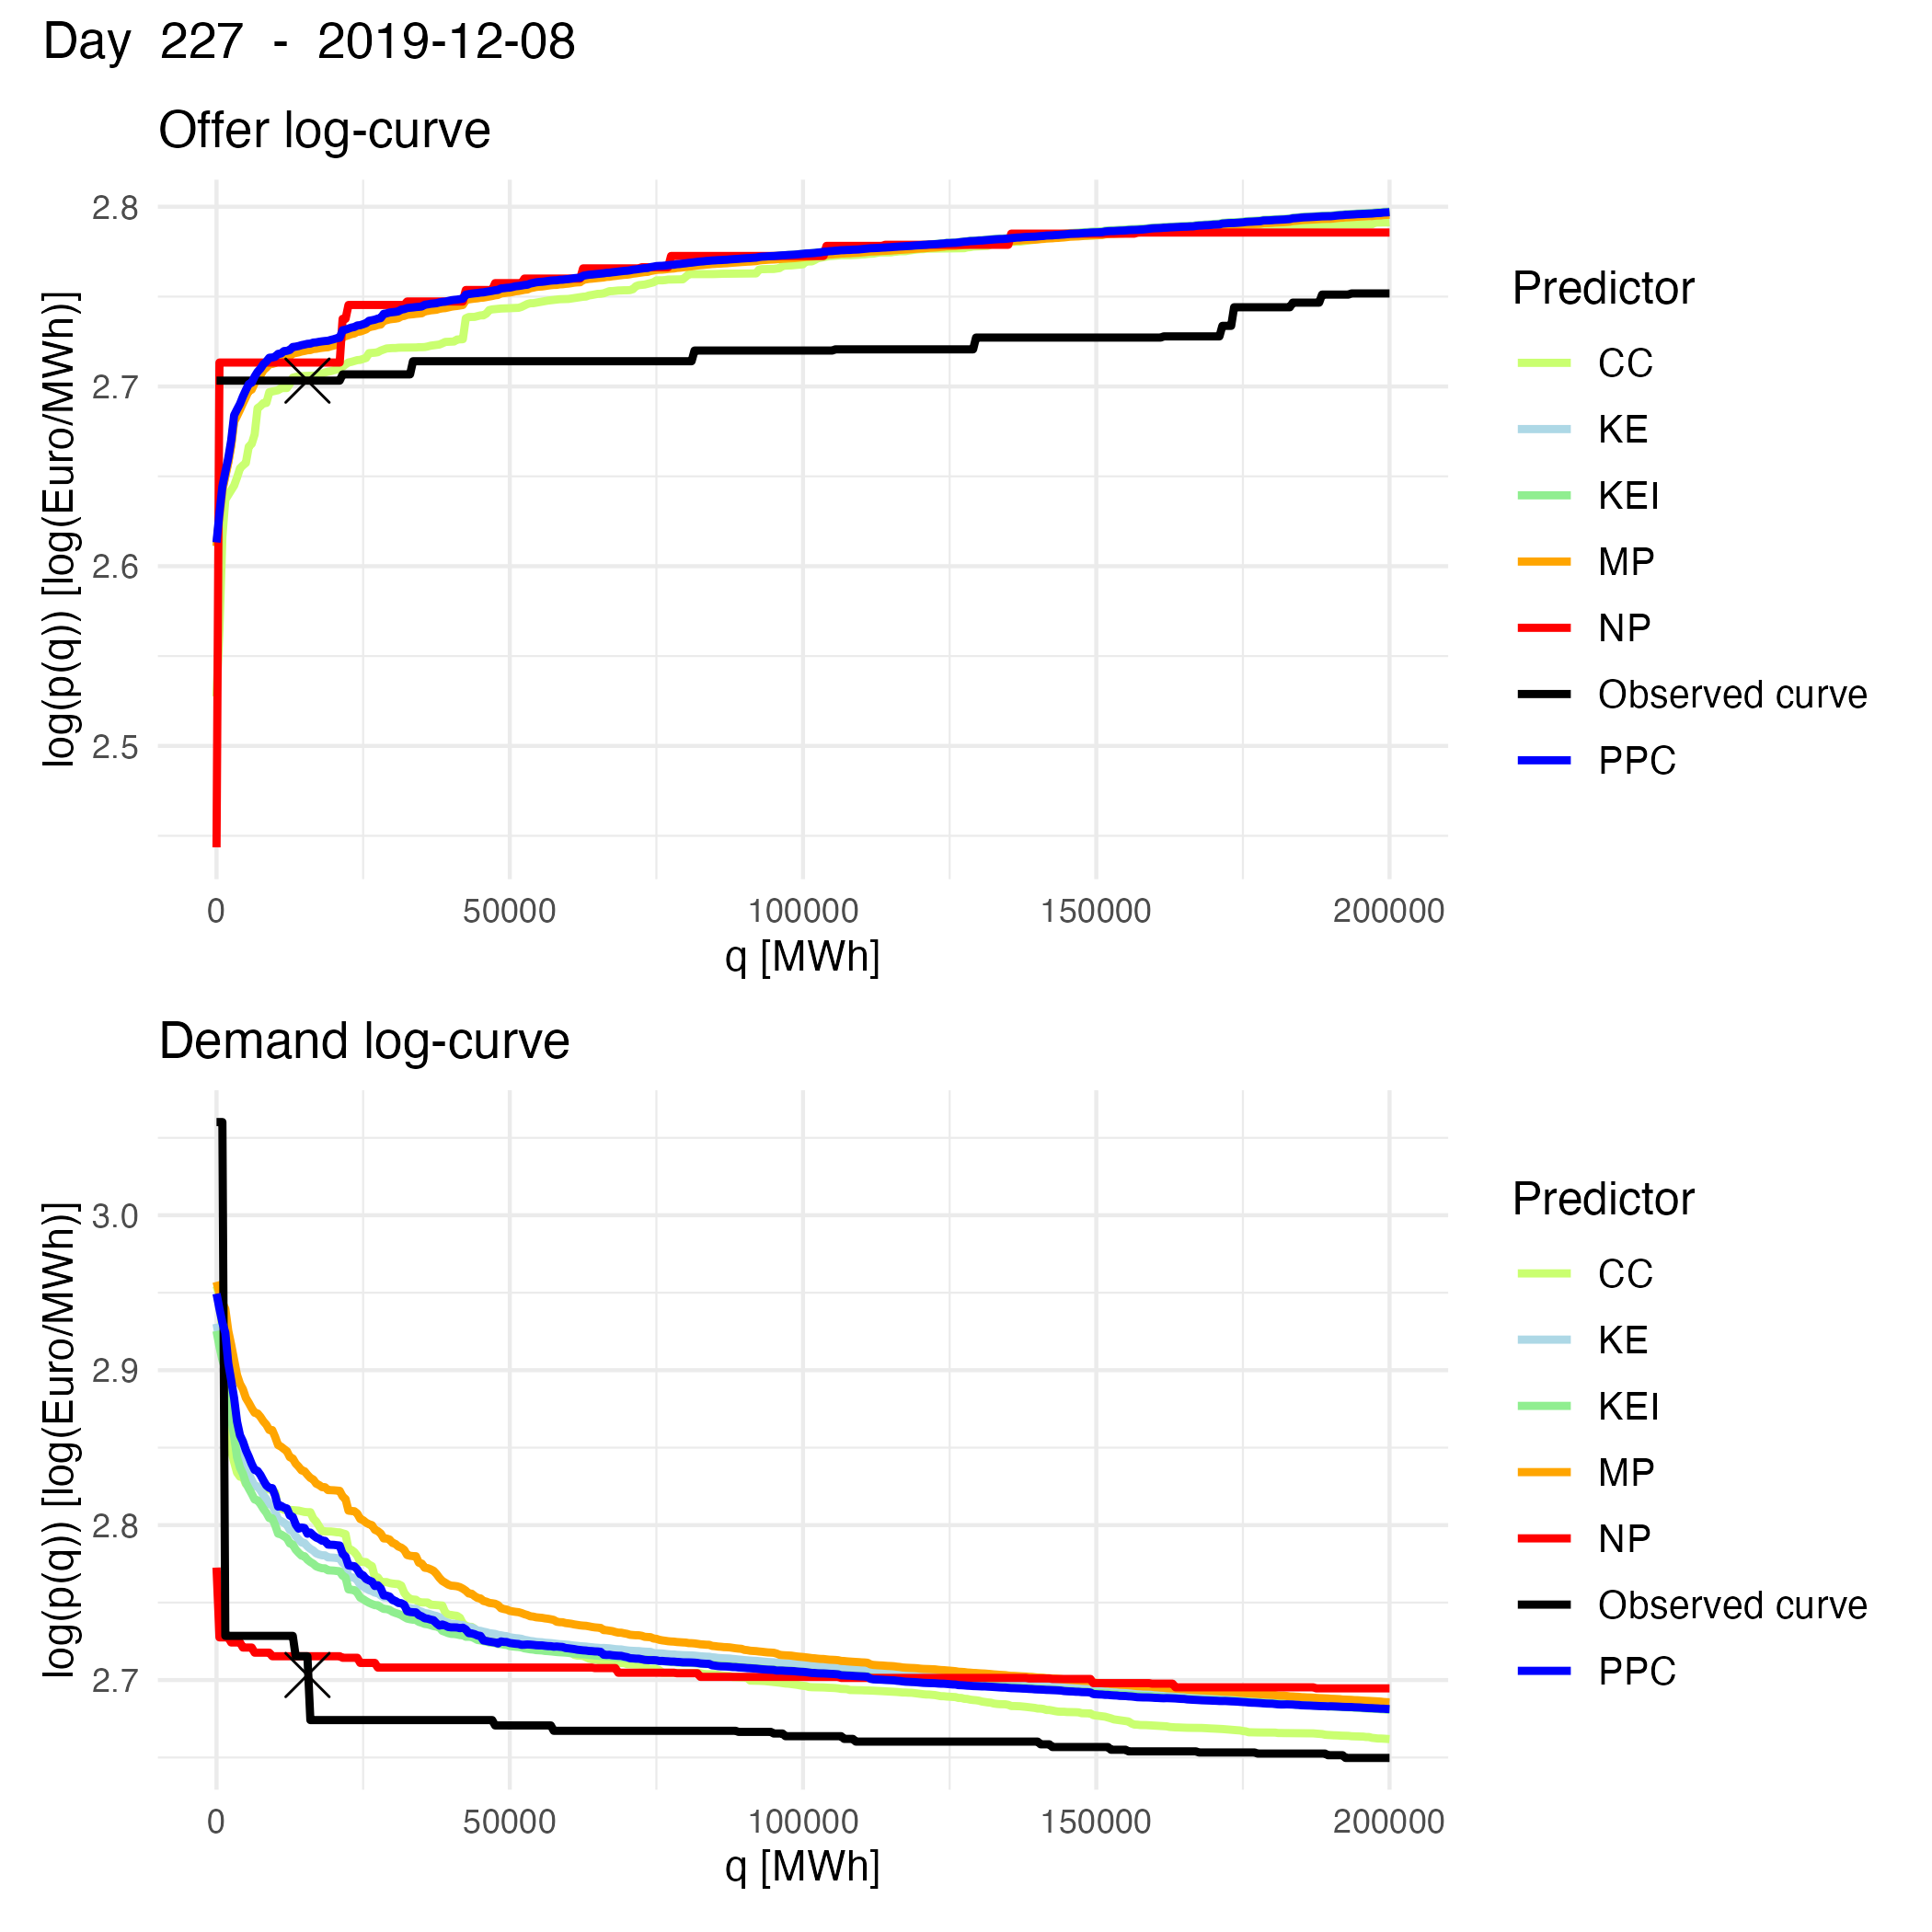 Day 227 - 2019-12-08
Offer log-curve
log(p(q)) [log(Euro/MWh)]
2.8
2.7
2.6
2.5
0 50000 100000 150000 200000
q [MWh]
Predictor
CC
KE
KEI
MP
NP
Observed curve
PPC
Demand log-curve
log(p(q)) [log(Euro/MWh)]
3.0
2.9
2.8
2.7
0 50000 100000 150000 200000
q [MWh]
Predictor
CC
KE
KEI
MP
NP
Observed curve
PPC